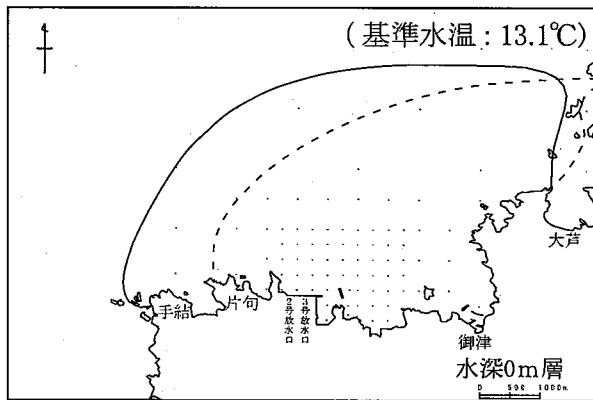 (基準水温：13.1℃)
大芦
手結
片句
2号放水口
3号放水口
御津
水深0m層
0 500 1000m